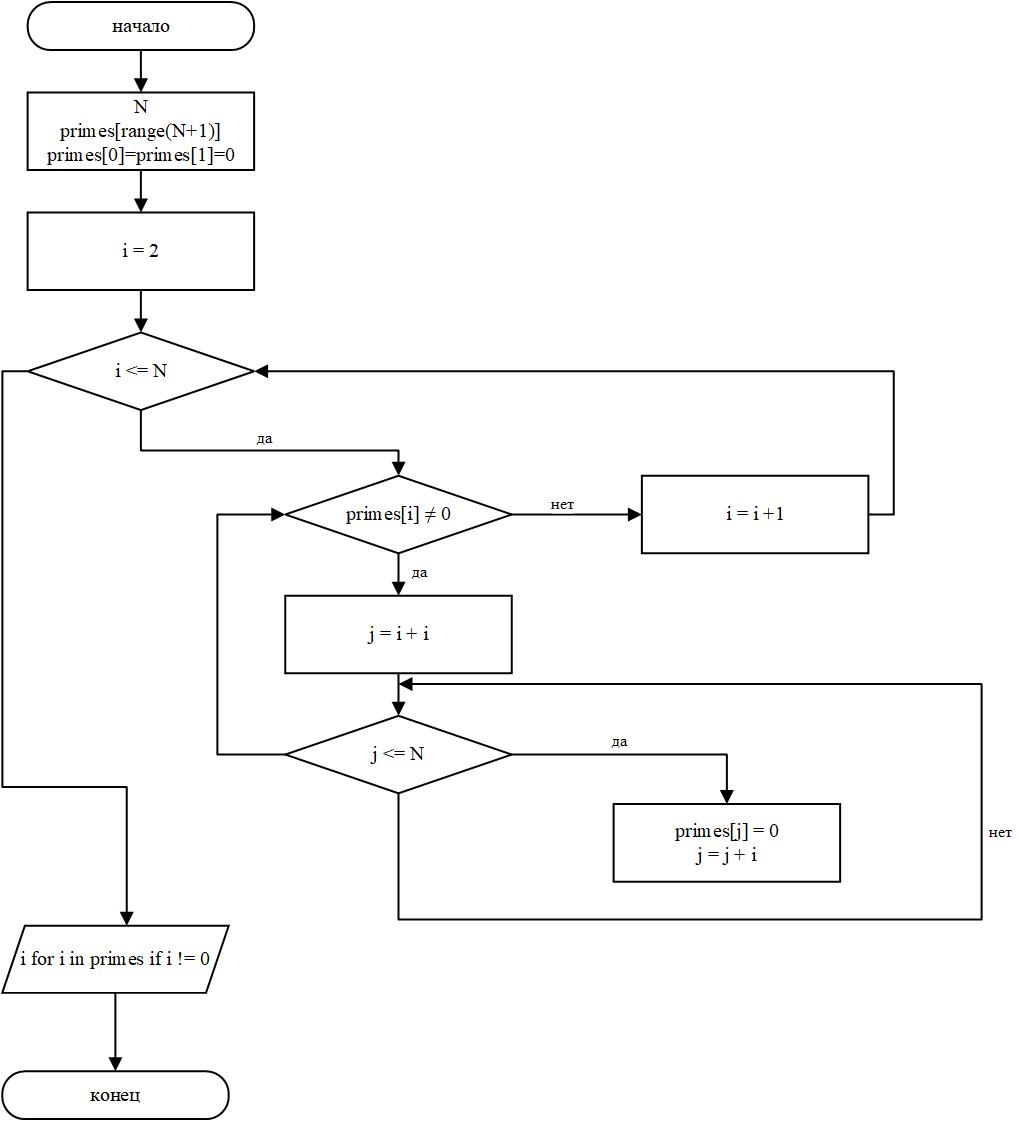 начало
N
primes[range(N+1)]
primes[0]=primes[1]=0
i = 2
i <= N
да
primes[i] ≠ 0
нет
i = i +1
да
j = i + i
j <= N
да
primes[j] = 0
j = j + i
нет
i for i in primes if i != 0
конец